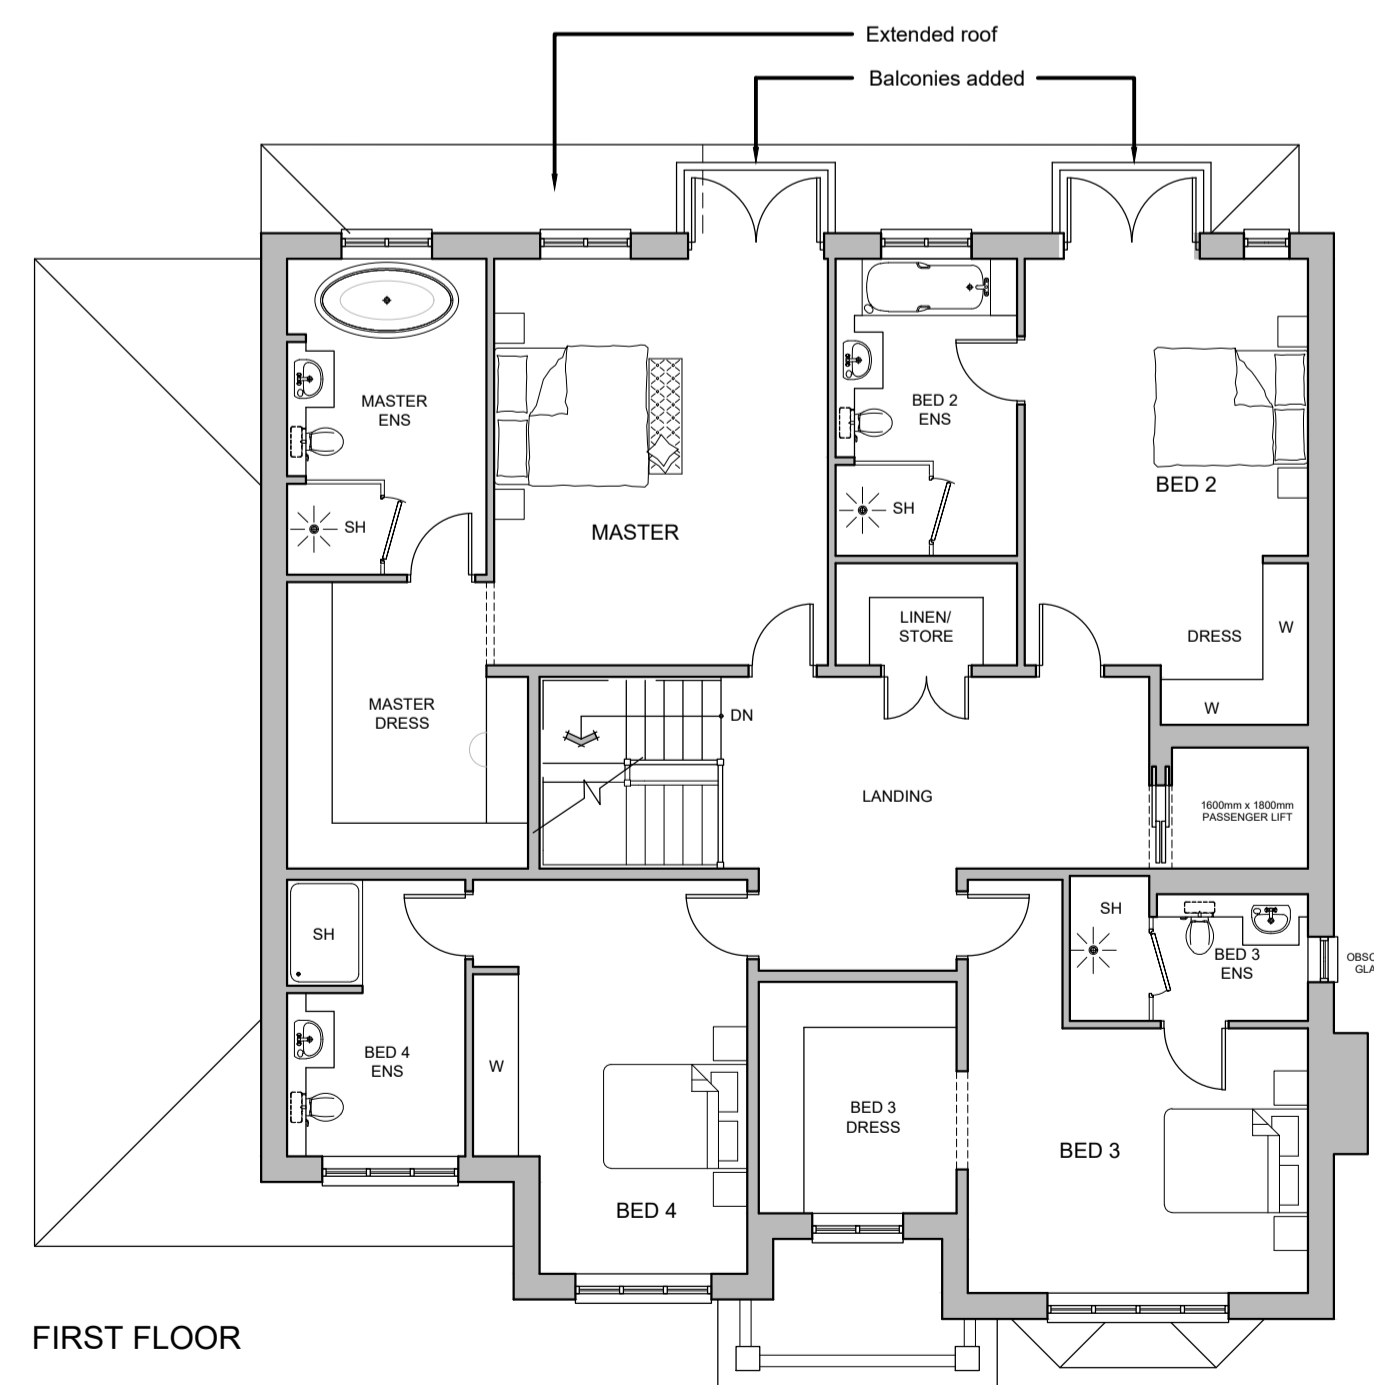 Extended roof
Balconies added
MASTER
ENS
BED 2
ENS
BED 2
SH
SH
MASTER
LINEN/
STORE
DRESS
W
W
MASTER
DRESS
DN
LANDING
1600mm x 1800mm
PASSENGER LIFT
SH
SH
BED 3
ENS
OBSC
GLA
BED 4
ENS
W
BED 3
DRESS
BED 3
BED 4
FIRST FLOOR